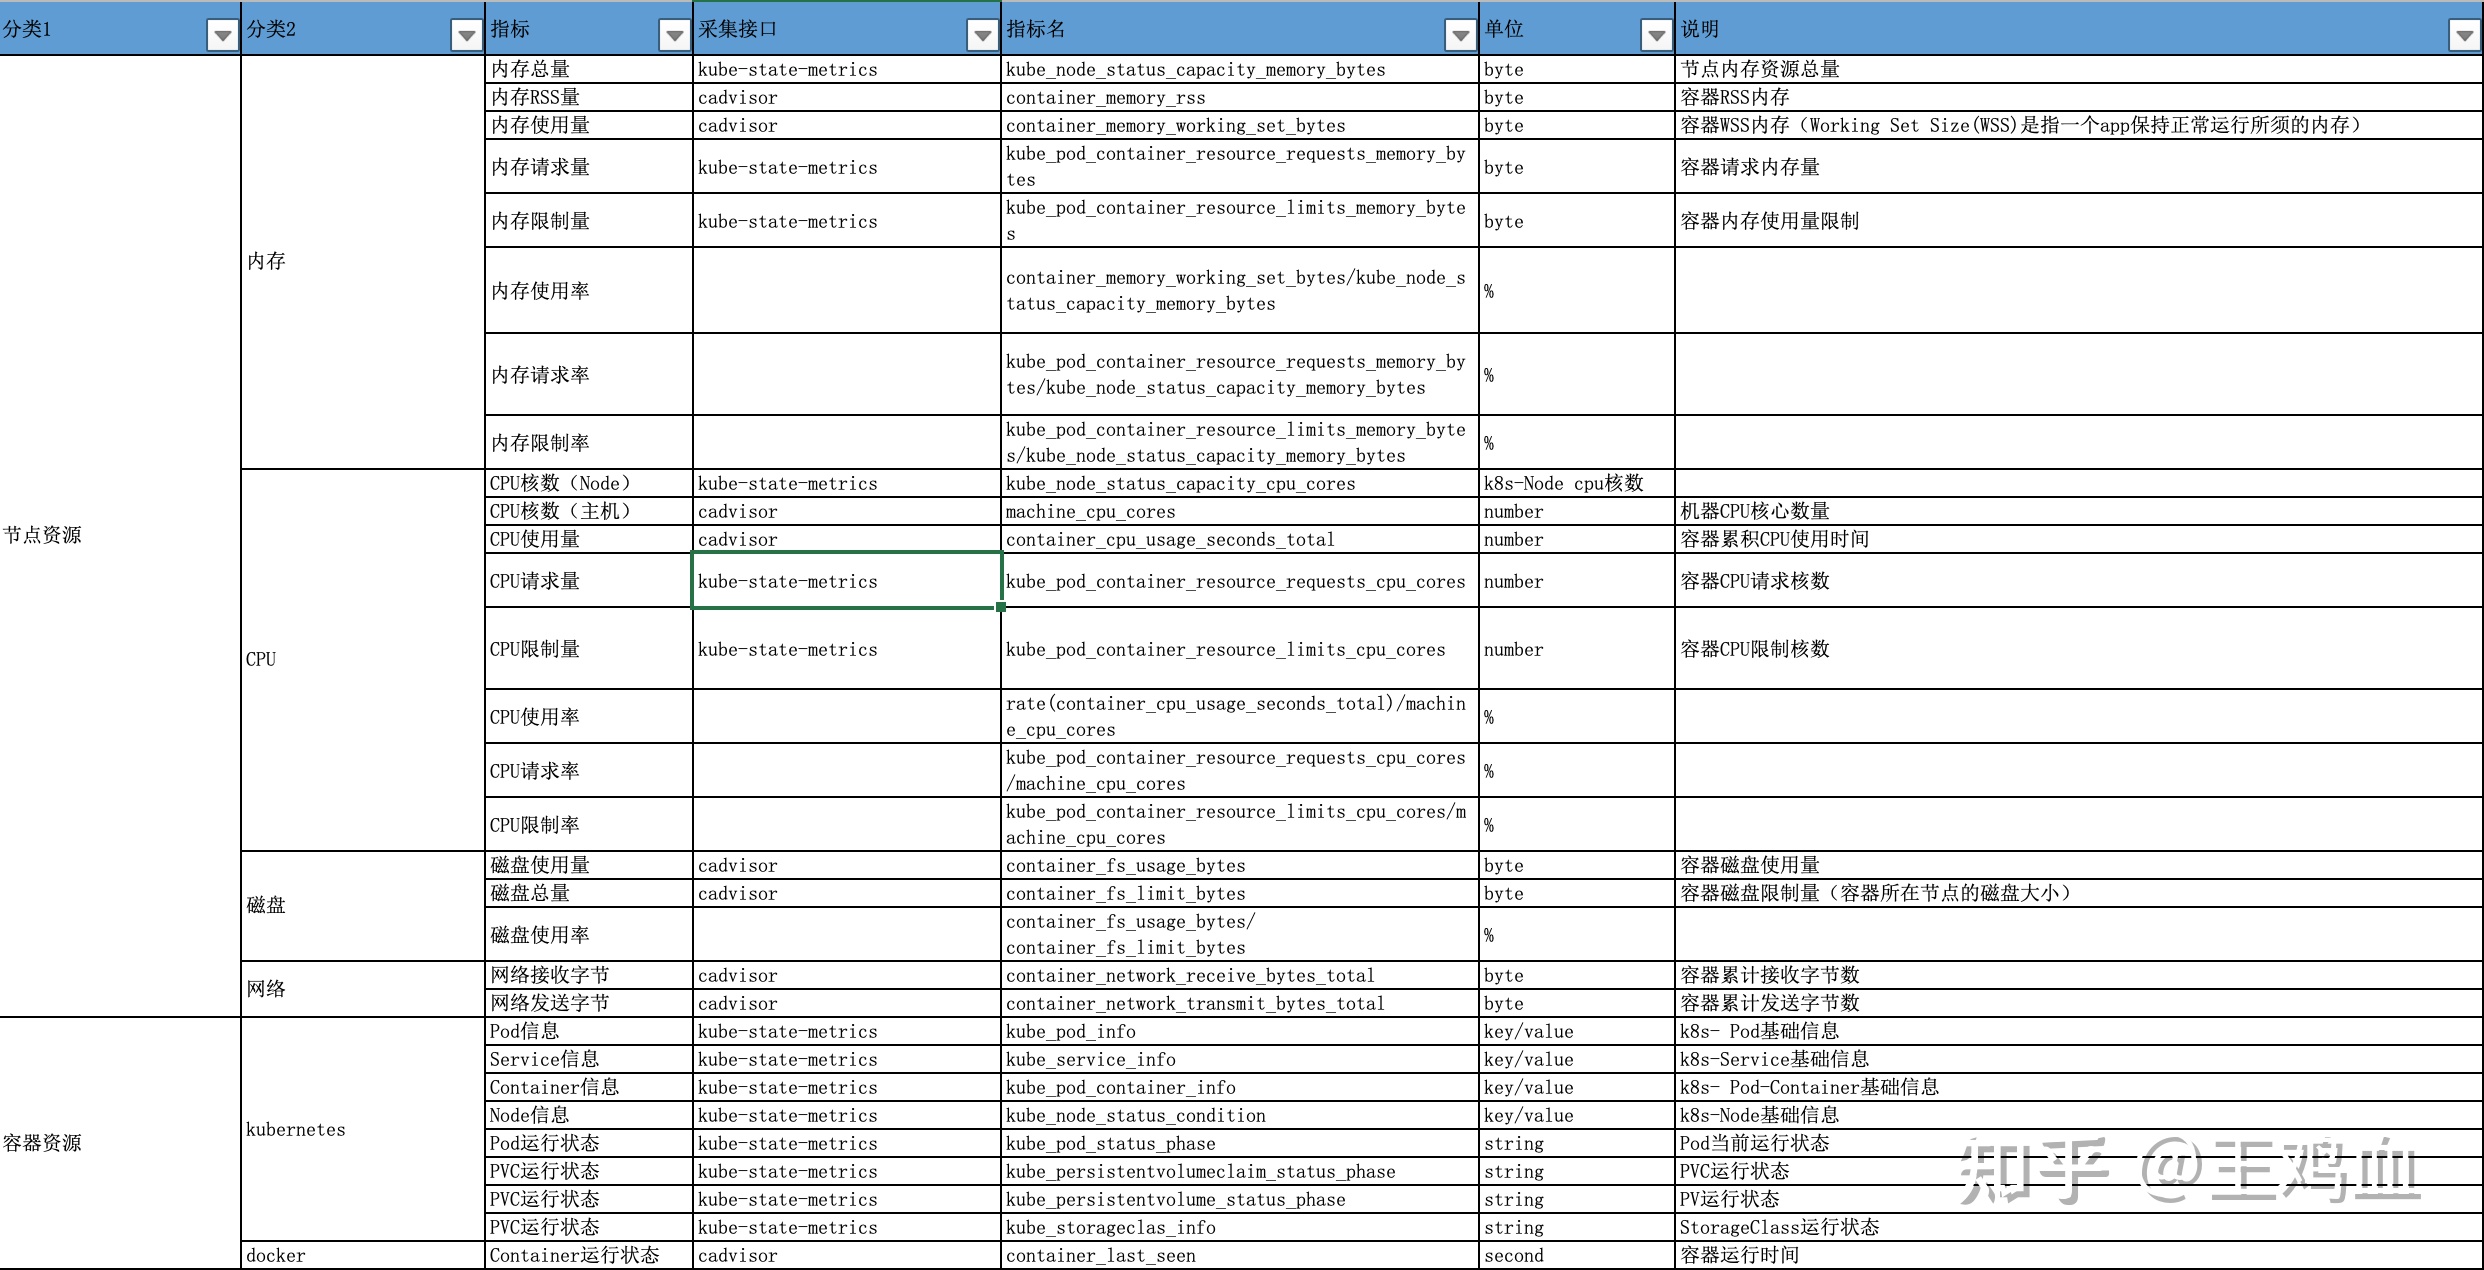 分类1 分类2 指标 采集接口 指标名 单位 说明
内存总量 kube-state-metrics kube_node_status_capacity_memory_bytes byte 节点内存资源总量
内存RSS量 cadvisor container_memory_rss byte 容器RSS内存
内存使用量 cadvisor container_memory_working_set_bytes byte 容器WSS内存（Working Set Size(WSS)是指一个app保持正常运行所须的内存）
内存请求量 kube-state-metrics kube_pod_container_resource_requests_memory_by
tes byte 容器请求内存量
内存限制量 kube-state-metrics kube_pod_container_resource_limits_memory_byte
s byte 容器内存使用量限制
内存
内存使用率 container_memory_working_set_bytes/kube_node_s
tatus_capacity_memory_bytes %
内存请求率 kube_pod_container_resource_requests_memory_by
tes/kube_node_status_capacity_memory_bytes %
内存限制率 kube_pod_container_resource_limits_memory_byte
s/kube_node_status_capacity_memory_bytes %
CPU核数（Node） kube-state-metrics kube_node_status_capacity_cpu_cores k8s-Node cpu核数
CPU核数（主机） cadvisor machine_cpu_cores number 机器CPU核心数量
节点资源
CPU使用量 cadvisor container_cpu_usage_seconds_total number 容器累积CPU使用时间
CPU请求量 kube-state-metrics kube_pod_container_resource_requests_cpu_cores number 容器CPU请求核数
CPU限制量 kube-state-metrics kube_pod_container_resource_limits_cpu_cores number 容器CPU限制核数
CPU
CPU使用率 rate(container_cpu_usage_seconds_total)/machin
e_cpu_cores %
CPU请求率 kube_pod_container_resource_requests_cpu_cores
/machine_cpu_cores %
CPU限制率 kube_pod_container_resource_limits_cpu_cores/m
achine_cpu_cores %
磁盘使用量 cadvisor container_fs_usage_bytes byte 容器磁盘使用量
磁盘总量 cadvisor container_fs_limit_bytes byte 容器磁盘限制量（容器所在节点的磁盘大小）
磁盘
磁盘使用率 container_fs_usage_bytes/
container_fs_limit_bytes %
网络接收字节 cadvisor container_network_receive_bytes_total byte 容器累计接收字节数
网络
网络发送字节 cadvisor container_network_transmit_bytes_total byte 容器累计发送字节数
Pod信息 kube-state-metrics kube_pod_info key/value k8s- Pod基础信息
Service信息 kube-state-metrics kube_service_info key/value k8s-Service基础信息
Container信息 kube-state-metrics kube_pod_container_info key/value k8s- Pod-Container基础信息
Node信息 kube-state-metrics kube_node_status_condition key/value k8s-Node基础信息
kubernetes
容器资源
Pod运行状态 kube-state-metrics kube_pod_status_phase string Pod当前运行状态
PVC运行状态 kube-state-metrics kube_persistentvolumeclaim_status_phase string PVC运行状态
PVC运行状态 kube-state-metrics kube_persistentvolume_status_phase string PV运行状态
PVC运行状态 kube-state-metrics kube_storageclas_info string StorageClass运行状态
docker Container运行状态 cadvisor container_last_seen second 容器运行时间
知乎 @王鸡血